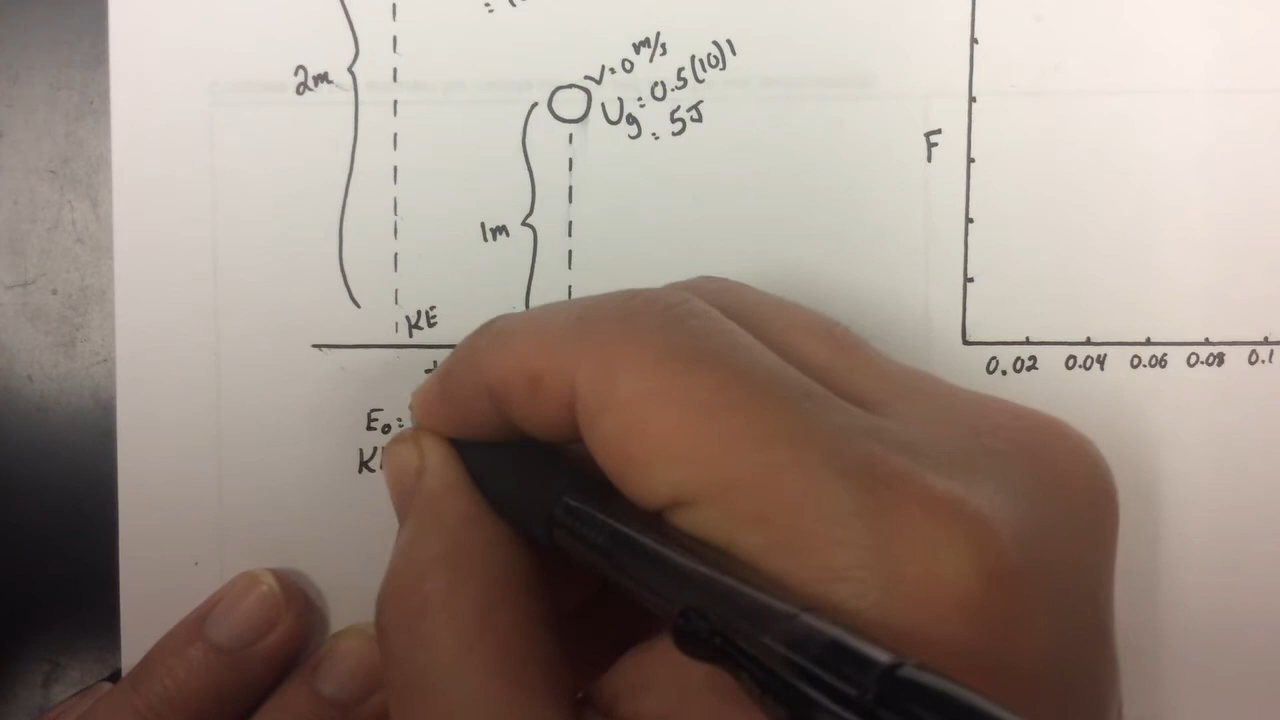 2m
V=0 m/s
Ug=0.5(10)1
=5J
F
1m
KE
0.02 0.04 0.06 0.08 0.1
E₀=